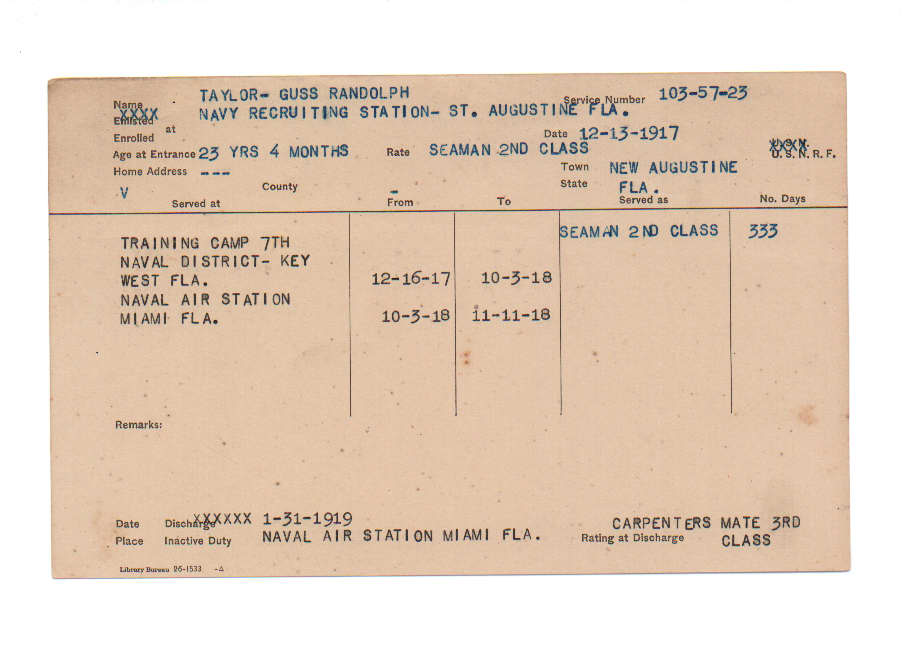 Name TAYLOR- GUSS RANDOLPH Service Number 103-57-23
XXXX
Enlisted NAVY RECRUITING STATION- ST. AUGUSTINE FLA.
Enrolled at Date 12-13-1917
Age at Entrance 23 YRS 4 MONTHS Rate SEAMAN 2ND CLASS XXXX
U.S.N.
U. S. N. R. F.
Home Address --- Town NEW AUGUSTINE
V County - State FLA.
Served at From To Served as No. Days
SEAMAN 2ND CLASS 333
TRAINING CAMP 7TH
NAVAL DISTRICT- KEY
WEST FLA. 12-16-17 10-3-18
NAVAL AIR STATION
MIAMI FLA. 10-3-18 11-11-18
Remarks:
Date Discharge XXXXXX 1-31-1919 CARPENTERS MATE 3RD
Place Inactive Duty NAVAL AIR STATION MIAMI FLA. Rating at Discharge CLASS
Library Bureau 26-1533 -△